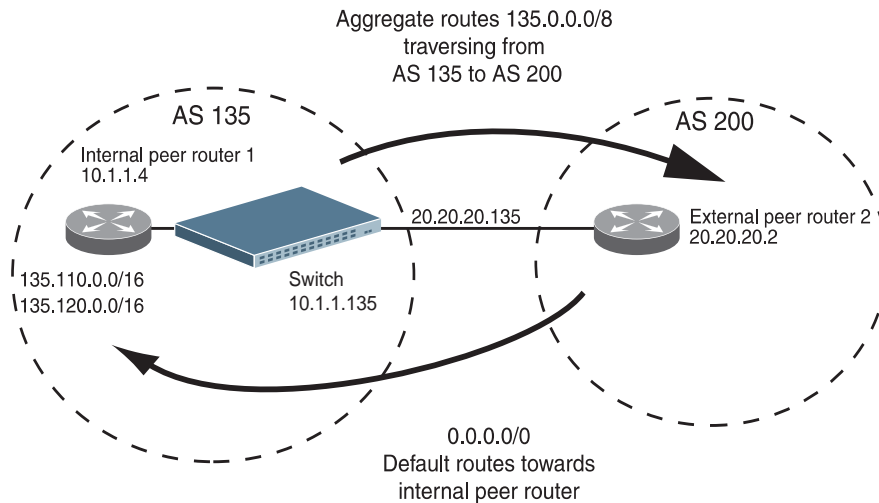 Aggregate routes 135.0.0.0/8
traversing from
AS 135 to AS 200
AS 135
AS 200
Internal peer router 1
10.1.1.4
20.20.20.135
External peer router 2
20.20.20.2
135.110.0.0/16
135.120.0.0/16
Switch
10.1.1.135
0.0.0.0/0
Default routes towards
internal peer router